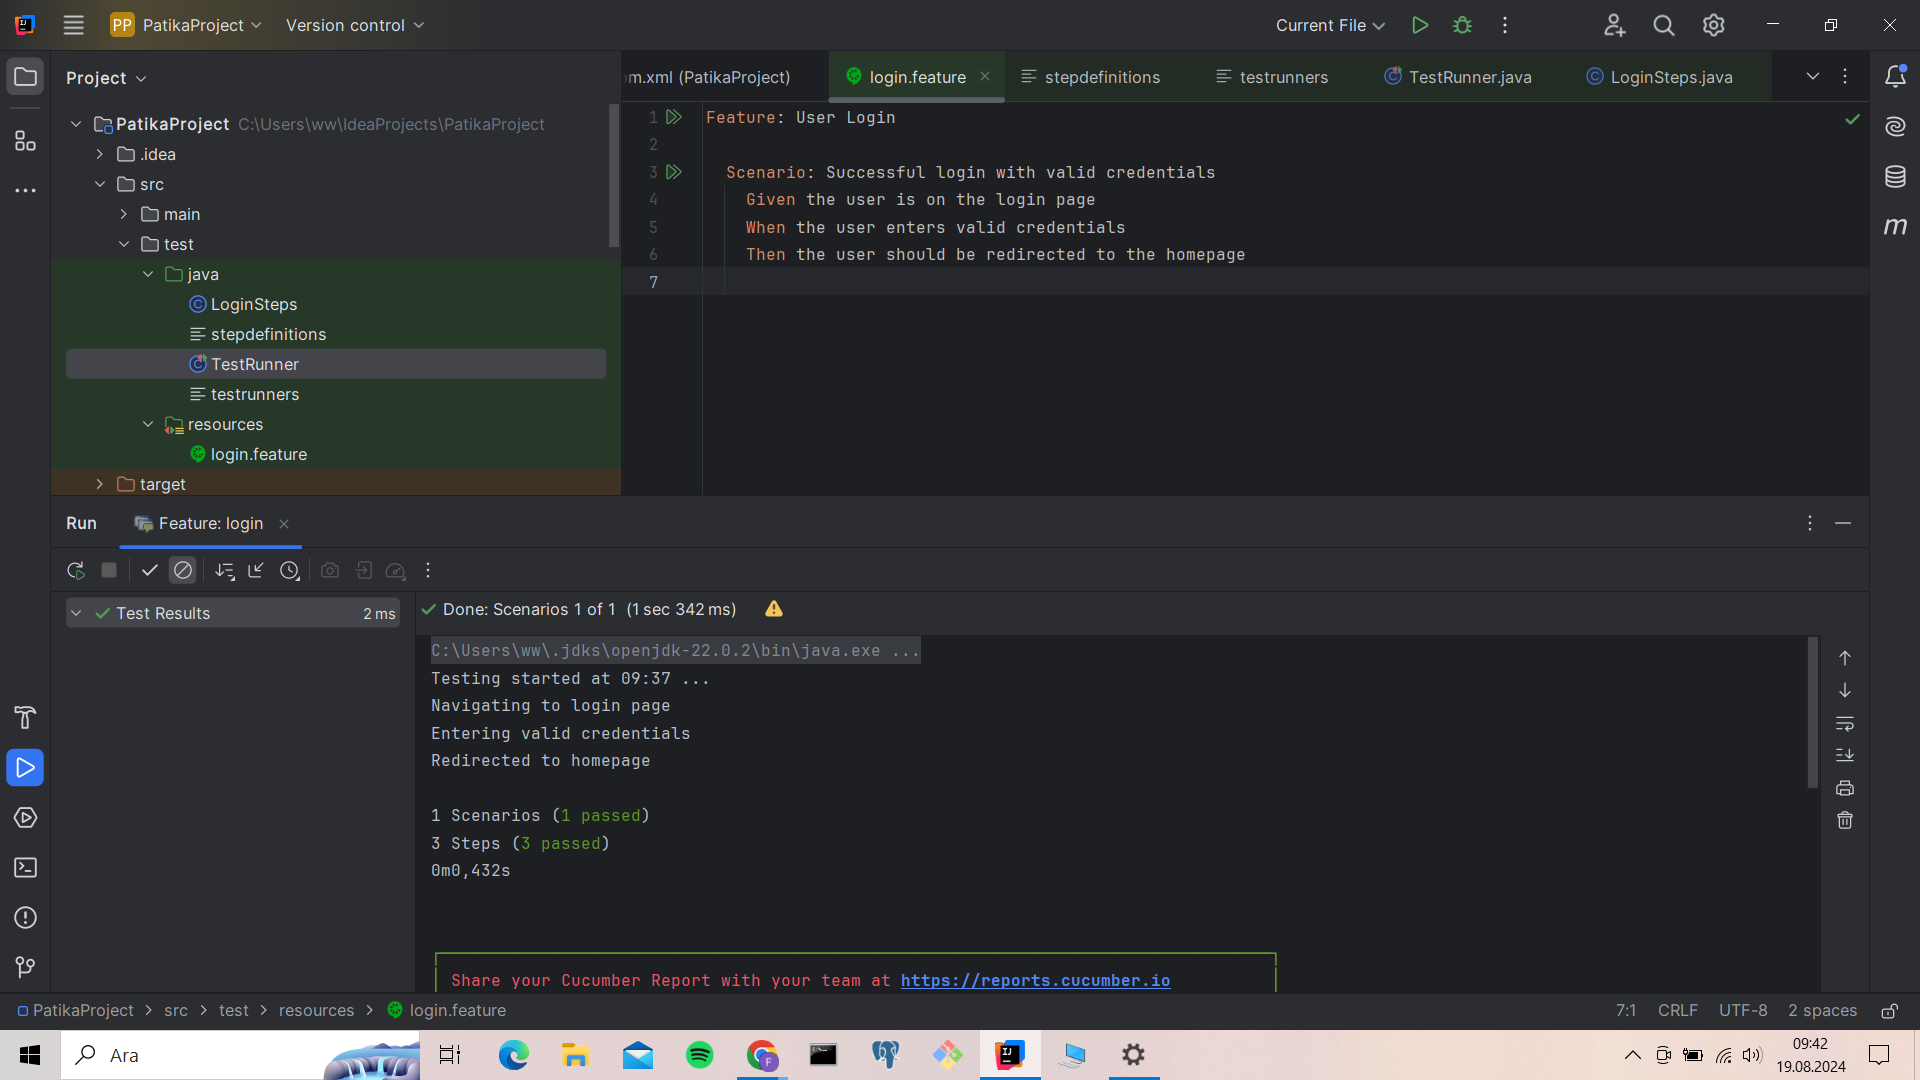 PP PatikaProject Version control Current File
Project
om.xml (PatikaProject) login.feature stepdefinitions testrunners TestRunner.java LoginSteps.java
PatikaProject C:\Users\ww\IdeaProjects\PatikaProject
.idea
src
main
test
java
LoginSteps
stepdefinitions
TestRunner
testrunners
resources
login.feature
target
1 Feature: User Login
2
3 Scenario: Successful login with valid credentials
4 Given the user is on the login page
5 When the user enters valid credentials
6 Then the user should be redirected to the homepage
7
m
Run Feature: login
Test Results 2 ms
Done: Scenarios 1 of 1 (1 sec 342 ms)
C:\Users\ww\.jdks\openjdk-22.0.2\bin\java.exe ...
Testing started at 09:37 ...
Navigating to login page
Entering valid credentials
Redirected to homepage
1 Scenarios (1 passed)
3 Steps (3 passed)
0m0,432s
Share your Cucumber Report with your team at https://reports.cucumber.io
PatikaProject > src > test > resources > login.feature 7:1 CRLF UTF-8 2 spaces
Ara
09:42
19.08.2024